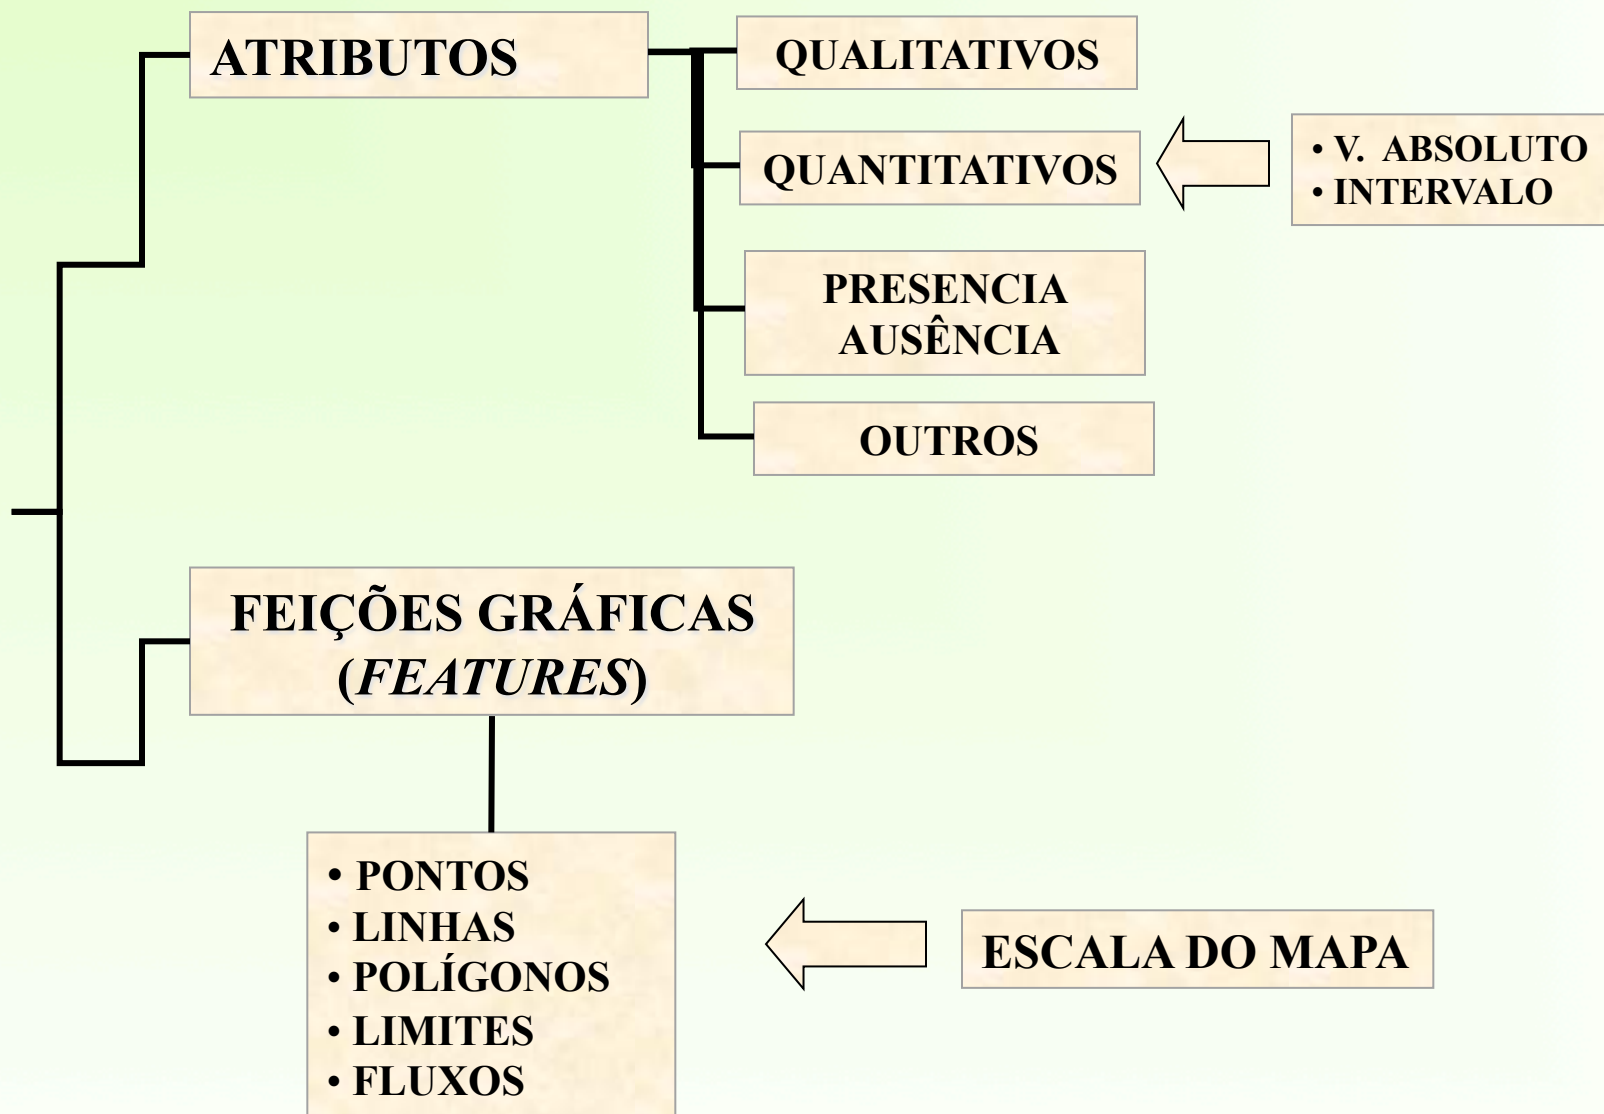 ATRIBUTOS
QUALITATIVOS
QUANTITATIVOS
• V. ABSOLUTO
• INTERVALO
PRESENCIA
AUSÊNCIA
OUTROS
FEIÇÕES GRÁFICAS
(FEATURES)
• PONTOS
• LINHAS
• POLÍGONOS
• LIMITES
• FLUXOS
ESCALA DO MAPA